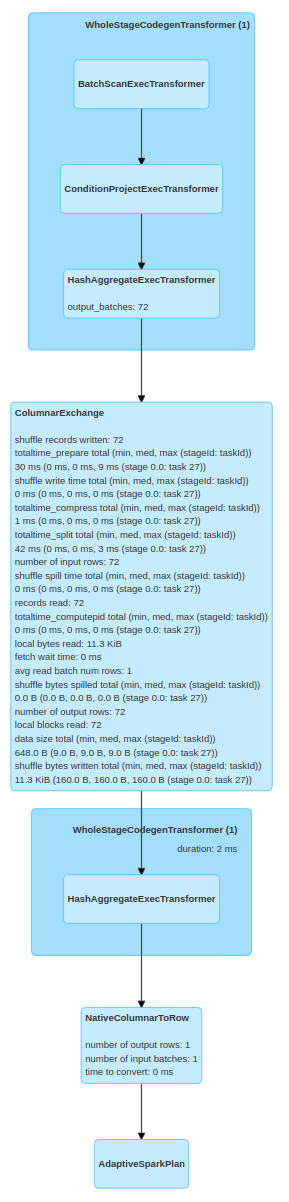 WholeStageCodegenTransformer (1)
BatchScanExecTransformer
ConditionProjectExecTransformer
HashAggregateExecTransformer
output_batches: 72
ColumnarExchange
shuffle records written: 72
totaltime_prepare total (min, med, max (stageId: taskId))
30 ms (0 ms, 0 ms, 9 ms (stage 0.0: task 27))
shuffle write time total (min, med, max (stageId: taskId))
0 ms (0 ms, 0 ms, 0 ms (stage 0.0: task 27))
totaltime_compress total (min, med, max (stageId: taskId))
1 ms (0 ms, 0 ms, 0 ms (stage 0.0: task 27))
totaltime_split total (min, med, max (stageId: taskId))
42 ms (0 ms, 0 ms, 3 ms (stage 0.0: task 27))
number of input rows: 72
shuffle spill time total (min, med, max (stageId: taskId))
0 ms (0 ms, 0 ms, 0 ms (stage 0.0: task 27))
records read: 72
totaltime_computepid total (min, med, max (stageId: taskId))
0 ms (0 ms, 0 ms, 0 ms (stage 0.0: task 27))
local bytes read: 11.3 KiB
fetch wait time: 0 ms
avg read batch num rows: 1
shuffle bytes spilled total (min, med, max (stageId: taskId))
0.0 B (0.0 B, 0.0 B, 0.0 B (stage 0.0: task 27))
number of output rows: 72
local blocks read: 72
data size total (min, med, max (stageId: taskId))
648.0 B (9.0 B, 9.0 B, 9.0 B (stage 0.0: task 27))
shuffle bytes written total (min, med, max (stageId: taskId))
11.3 KiB (160.0 B, 160.0 B, 160.0 B (stage 0.0: task 27))
WholeStageCodegenTransformer (1)
duration: 2 ms
HashAggregateExecTransformer
NativeColumnarToRow
number of output rows: 1
number of input batches: 1
time to convert: 0 ms
AdaptiveSparkPlan